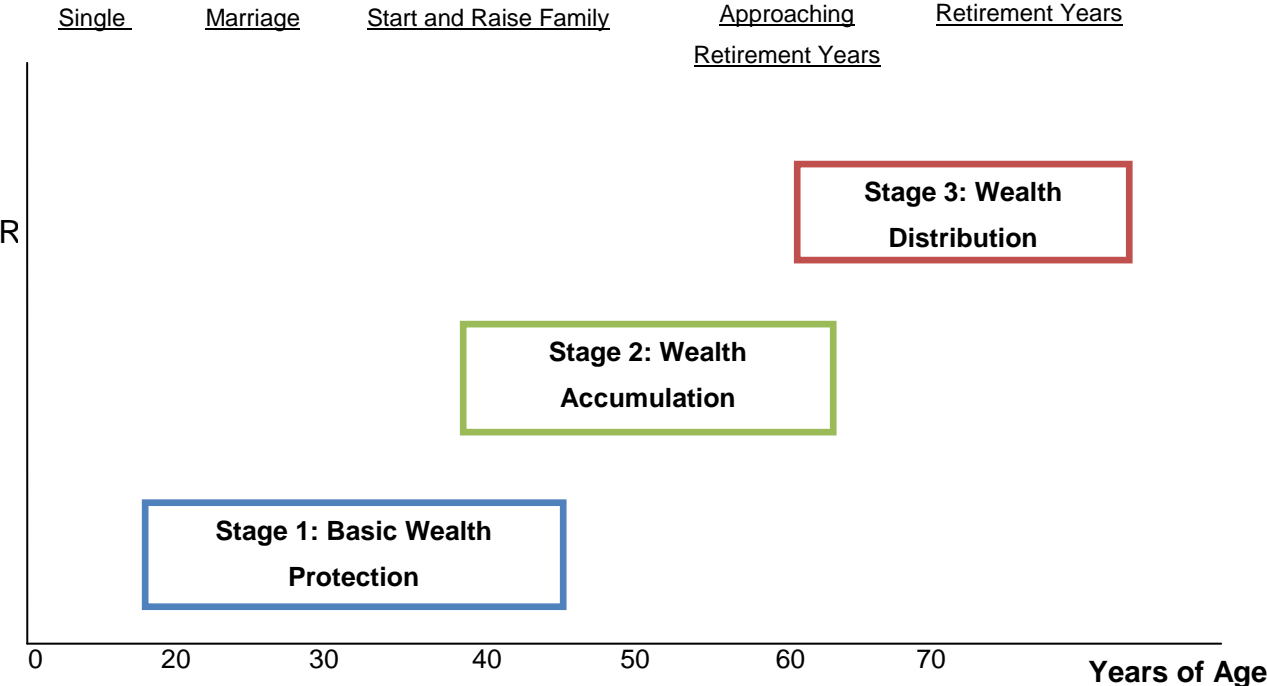 Single Marriage Start and Raise Family Approaching Retirement Years
Retirement Years
R
Stage 3: Wealth
Distribution
Stage 2: Wealth
Accumulation
Stage 1: Basic Wealth
Protection
0 20 30 40 50 60 70 Years of Age